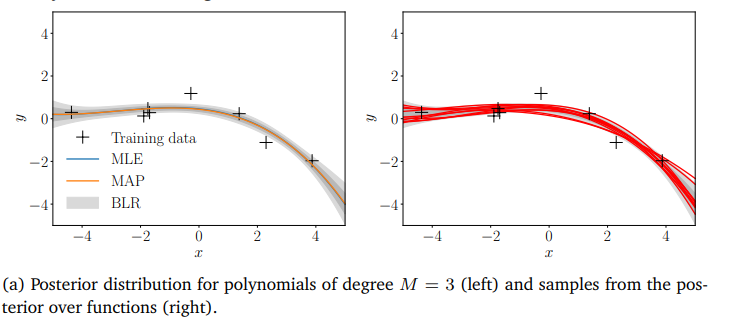 4
2
0
−2
−4
y
−4
−2
0
2
4
x
Training data
MLE
MAP
BLR
4
2
0
−2
−4
y
−4
−2
0
2
4
x
(a) Posterior distribution for polynomials of degree M = 3 (left) and samples from the pos-
terior over functions (right).